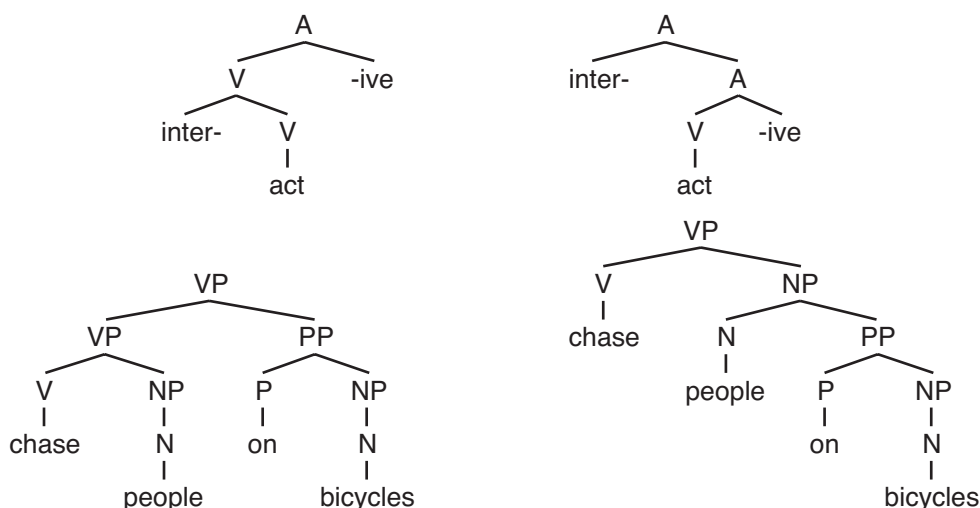 A
V -ive
inter- V
act
A
inter- A
V -ive
act
VP
VP PP
V NP P NP
chase N on N
people bicycles
VP
V NP
chase N PP
people P NP
on N
bicycles